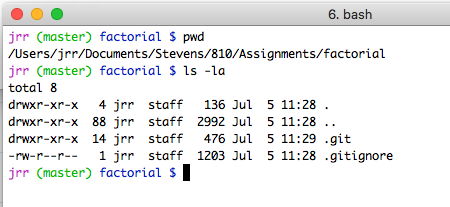 6. bash
jrr (master) factorial $ pwd
/Users/jrr/Documents/Stevens/810/Assignments/factorial
jrr (master) factorial $ ls -la
total 8
drwxr-xr-x   4 jrr  staff   136 Jul  5 11:28 .
drwxr-xr-x  88 jrr  staff  2992 Jul  5 11:28 ..
drwxr-xr-x  14 jrr  staff   476 Jul  5 11:29 .git
-rw-r--r--   1 jrr  staff  1203 Jul  5 11:28 .gitignore
jrr (master) factorial $